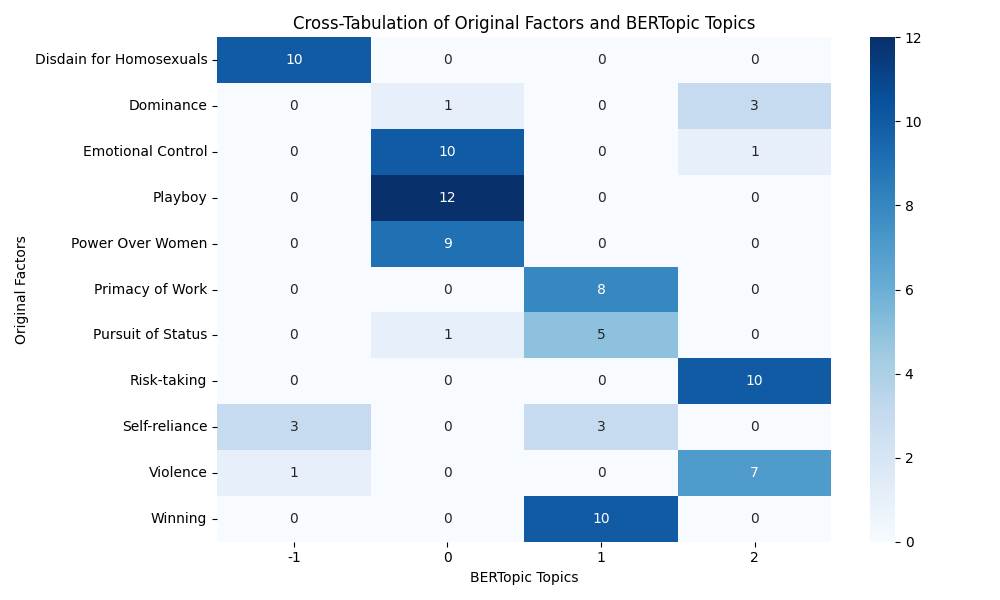 Cross-Tabulation of Original Factors and BERTopic Topics
Original Factors
Disdain for Homosexuals 10 0 0 0
Dominance 0 1 0 3
Emotional Control 0 10 0 1
Playboy 0 12 0 0
Power Over Women 0 9 0 0
Primacy of Work 0 0 8 0
Pursuit of Status 0 1 5 0
Risk-taking 0 0 0 10
Self-reliance 3 0 3 0
Violence 1 0 0 7
Winning 0 0 10 0
-1 0 1 2
BERTopic Topics
12
10
8
6
4
2
0